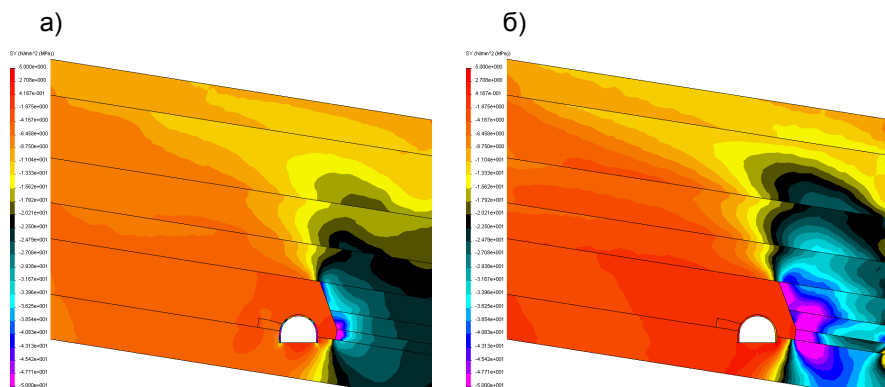 а)
б)
SY (N/mm^2 (MPa))
5.000e+000
2.708e+000
4.167e-001
-1.875e+000
-4.167e+000
-6.458e+000
-8.750e+000
-1.104e+001
-1.333e+001
-1.562e+001
-1.792e+001
-2.021e+001
-2.250e+001
-2.479e+001
-2.708e+001
-2.938e+001
-3.167e+001
-3.396e+001
-3.625e+001
-3.854e+001
-4.083e+001
-4.313e+001
-4.542e+001
-4.771e+001
-5.000e+001
SY (N/mm^2 (MPa))
5.000e+000
2.708e+000
4.167e-001
-1.875e+000
-4.167e+000
-6.458e+000
-8.750e+000
-1.104e+001
-1.333e+001
-1.562e+001
-1.792e+001
-2.021e+001
-2.250e+001
-2.479e+001
-2.708e+001
-2.938e+001
-3.167e+001
-3.396e+001
-3.625e+001
-3.854e+001
-4.083e+001
-4.313e+001
-4.542e+001
-4.771e+001
-5.000e+001